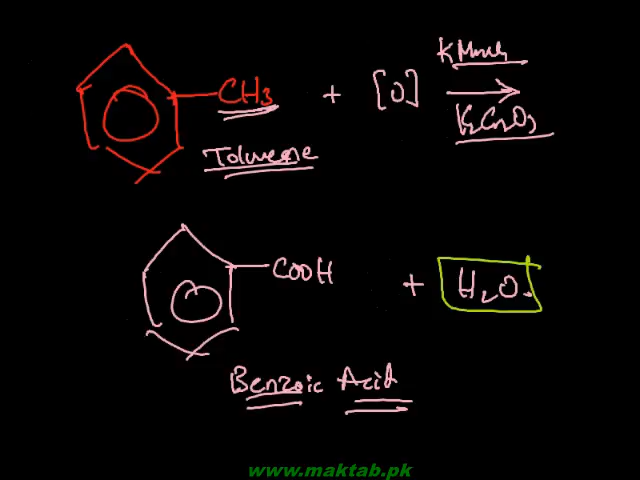 KMnO4
CH3 + [O]
K2Cr2O7
Toluene
COOH + H2O
Benzoic Acid
www.maktab.pk